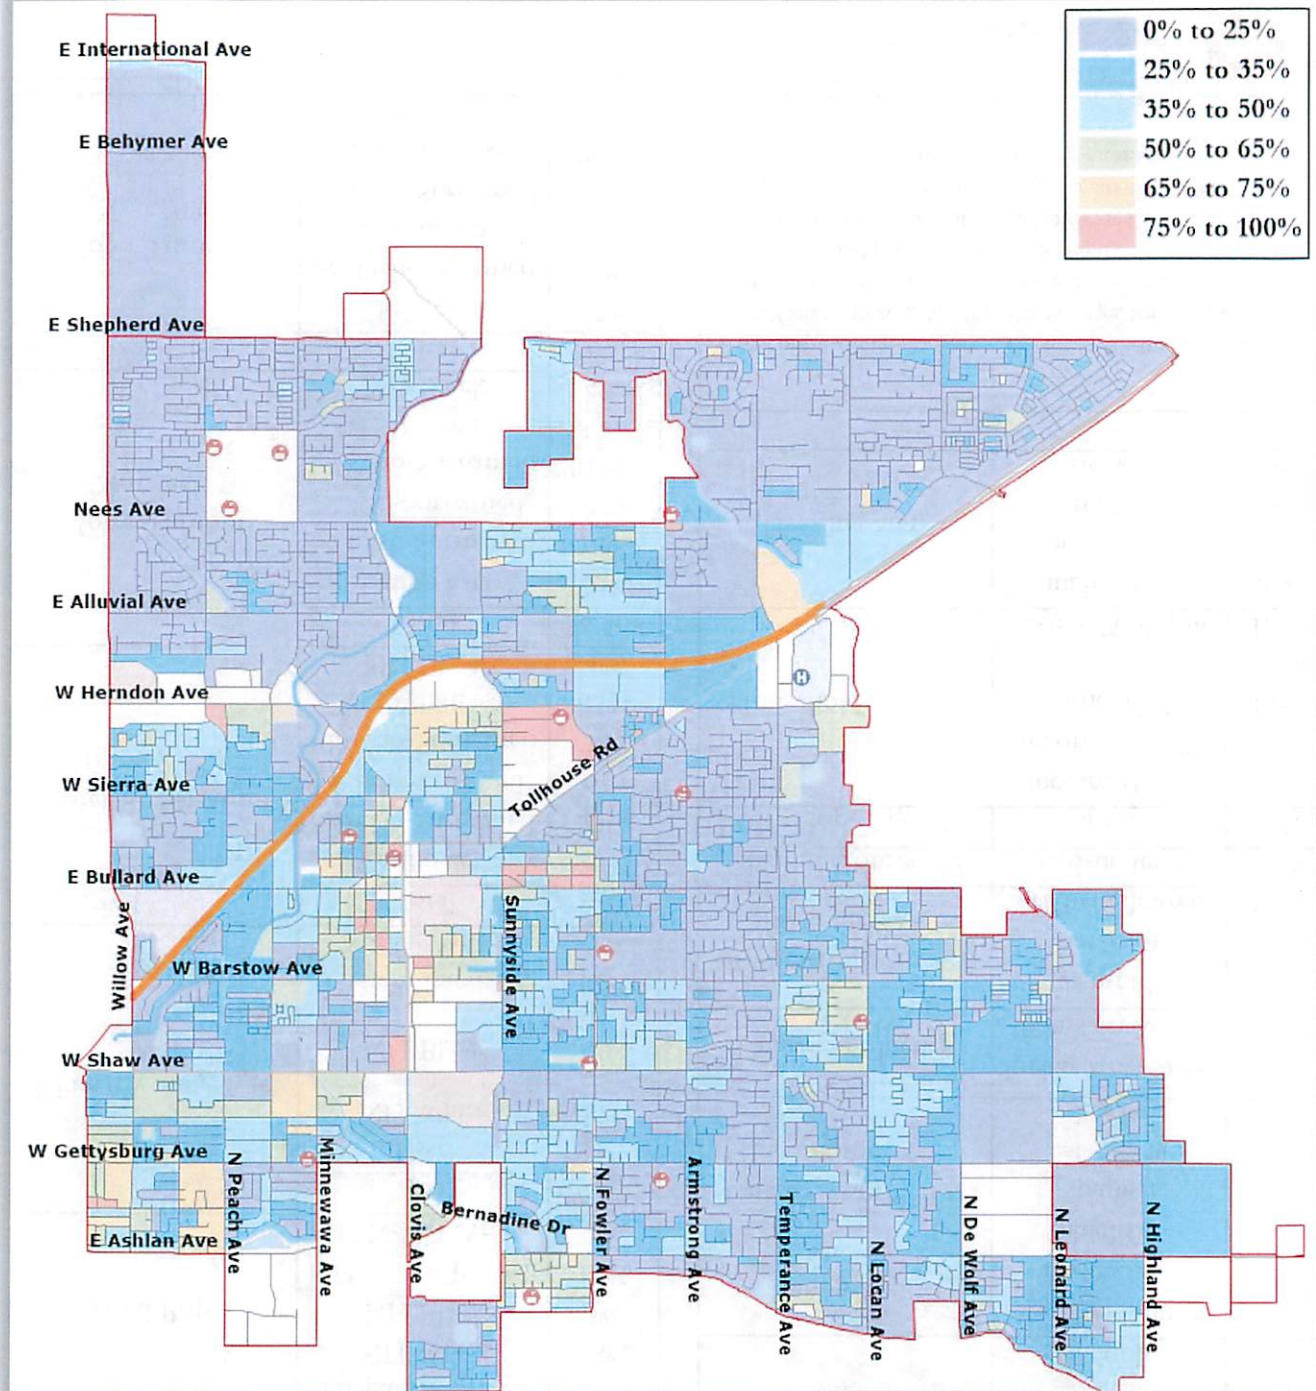 0% to 25%
25% to 35%
35% to 50%
50% to 65%
65% to 75%
75% to 100%
E International Ave
E Behymer Ave
E Shepherd Ave
Nees Ave
E Alluvial Ave
W Herndon Ave
H
Tollhouse Rd
W Sierra Ave
E Bullard Ave
Willow Ave
Sunnyside Ave
W Barstow Ave
W Shaw Ave
W Gettysburg Ave
N Peach Ave
Minnewawa Ave
Clovis Ave
Bernadine Dr
N Fowler Ave
Armstrong Ave
Temperance Ave
N Locan Ave
N De Wolf Ave
N Leonard Ave
N Highland Ave
E Ashlan Ave